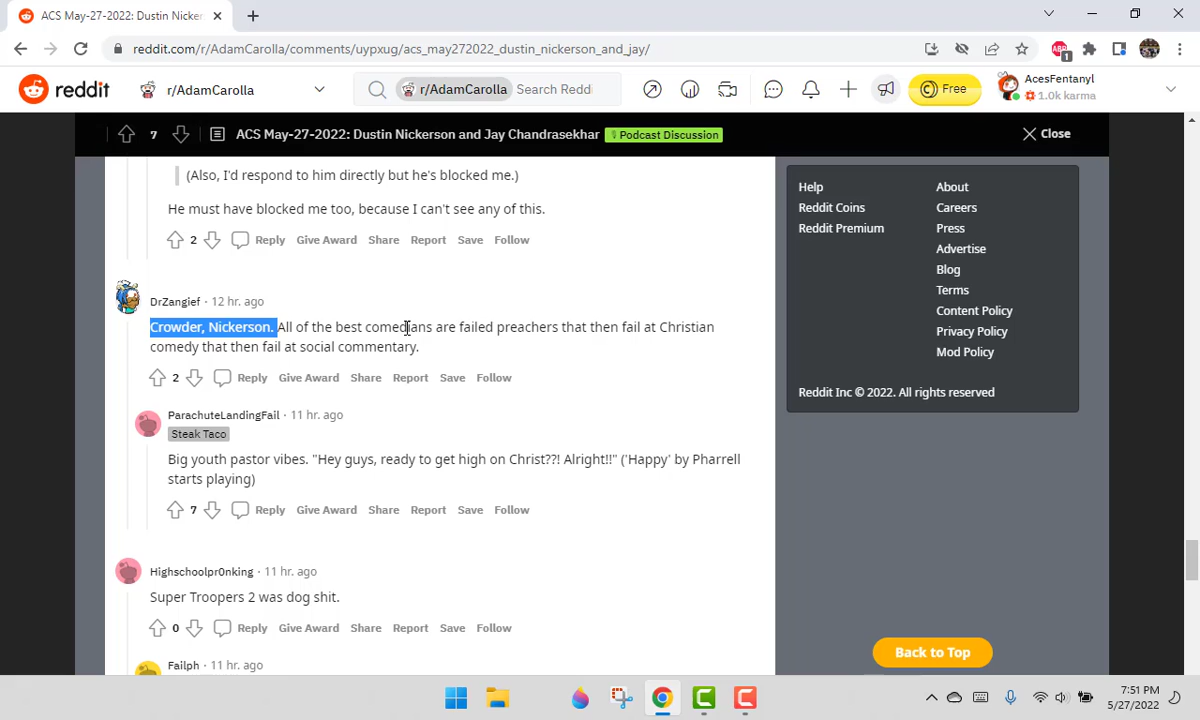 ACS May-27-2022: Dustin Nickerson
reddit.com/r/AdamCarolla/comments/uypxug/acs_may272022_dustin_nickerson_and_jay/
ABP
1
reddit
r/AdamCarolla
r/AdamCarolla
Search Reddi
Free
AcesFentanyl
1.0k karma
7
ACS May-27-2022: Dustin Nickerson and Jay Chandrasekhar
Podcast Discussion
Close
(Also, I'd respond to him directly but he's blocked me.)
He must have blocked me too, because I can't see any of this.
2 Reply Give Award Share Report Save Follow
DrZangief · 12 hr. ago
Crowder, Nickerson. All of the best comedians are failed preachers that then fail at Christian
comedy that then fail at social commentary.
2 Reply Give Award Share Report Save Follow
ParachuteLandingFail · 11 hr. ago
Steak Taco
Big youth pastor vibes. "Hey guys, ready to get high on Christ??! Alright!!" ('Happy' by Pharrell
starts playing)
7 Reply Give Award Share Report Save Follow
Highschoolpr0nking · 11 hr. ago
Super Troopers 2 was dog shit.
0 Reply Give Award Share Report Save Follow
Failph · 11 hr. ago
Help About
Reddit Coins Careers
Reddit Premium Press
Advertise
Blog
Terms
Content Policy
Privacy Policy
Mod Policy
Reddit Inc © 2022. All rights reserved
Back to Top
7:51 PM
5/27/2022